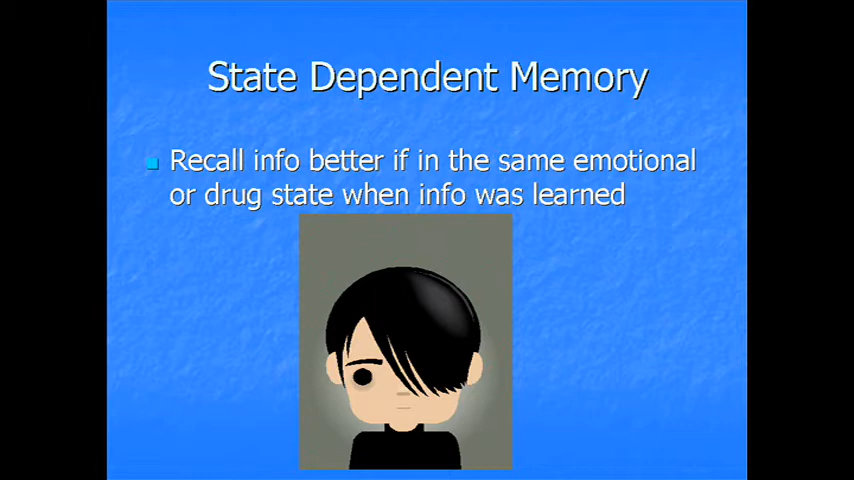 State Dependent Memory
Recall info better if in the same emotional
or drug state when info was learned